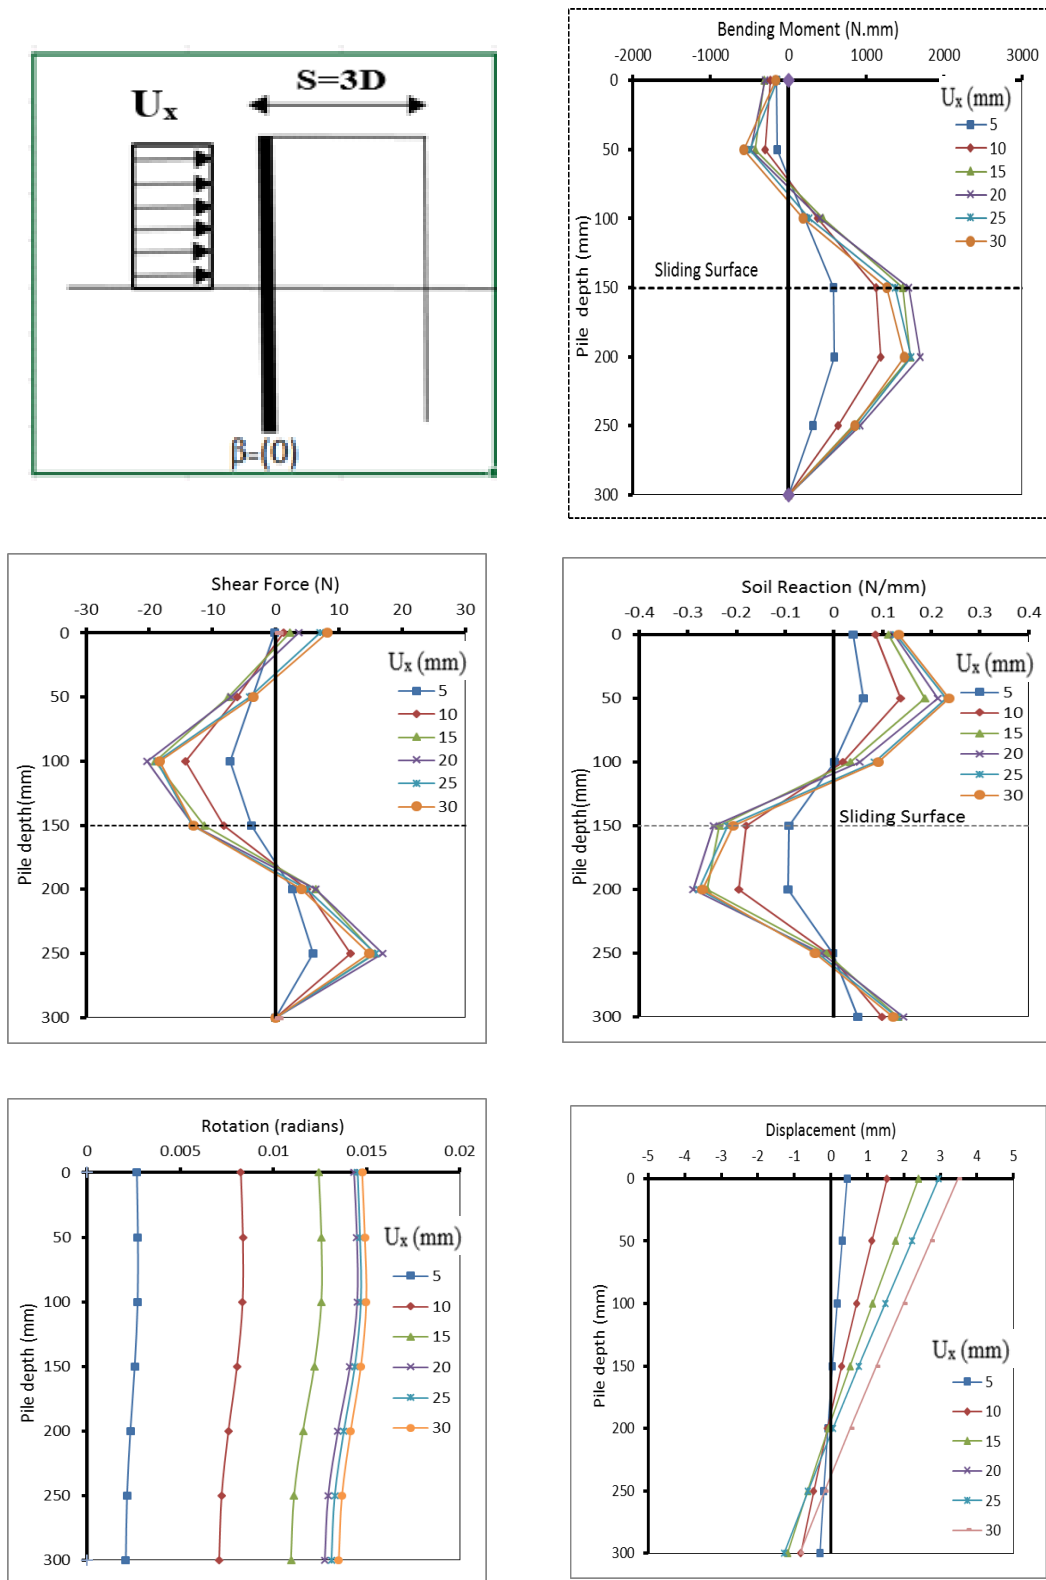 S=3D
Ux
β=(0)
Bending Moment (N.mm)
-2000 -1000 0 1000 2000 3000
0
50
100
150
200
250
300
Pile depth (mm)
Sliding Surface
Ux (mm)
5
10
15
20
25
30
Shear Force (N)
-30 -20 -10 0 10 20 30
0
50
100
150
200
250
300
Pile depth(mm)
Ux (mm)
5
10
15
20
25
30
Soil Reaction (N/mm)
-0.4 -0.3 -0.2 -0.1 0 0.1 0.2 0.3 0.4
0
50
100
150
200
250
300
Pile depth(mm)
Ux (mm)
5
10
15
20
25
30
Sliding Surface
Rotation (radians)
0 0.005 0.01 0.015 0.02
0
50
100
150
200
250
300
Pile depth (mm)
Ux (mm)
5
10
15
20
25
30
Displacement (mm)
-5 -4 -3 -2 -1 0 1 2 3 4 5
0
50
100
150
200
250
300
Pile depth (mm)
Ux (mm)
5
10
15
20
25
30